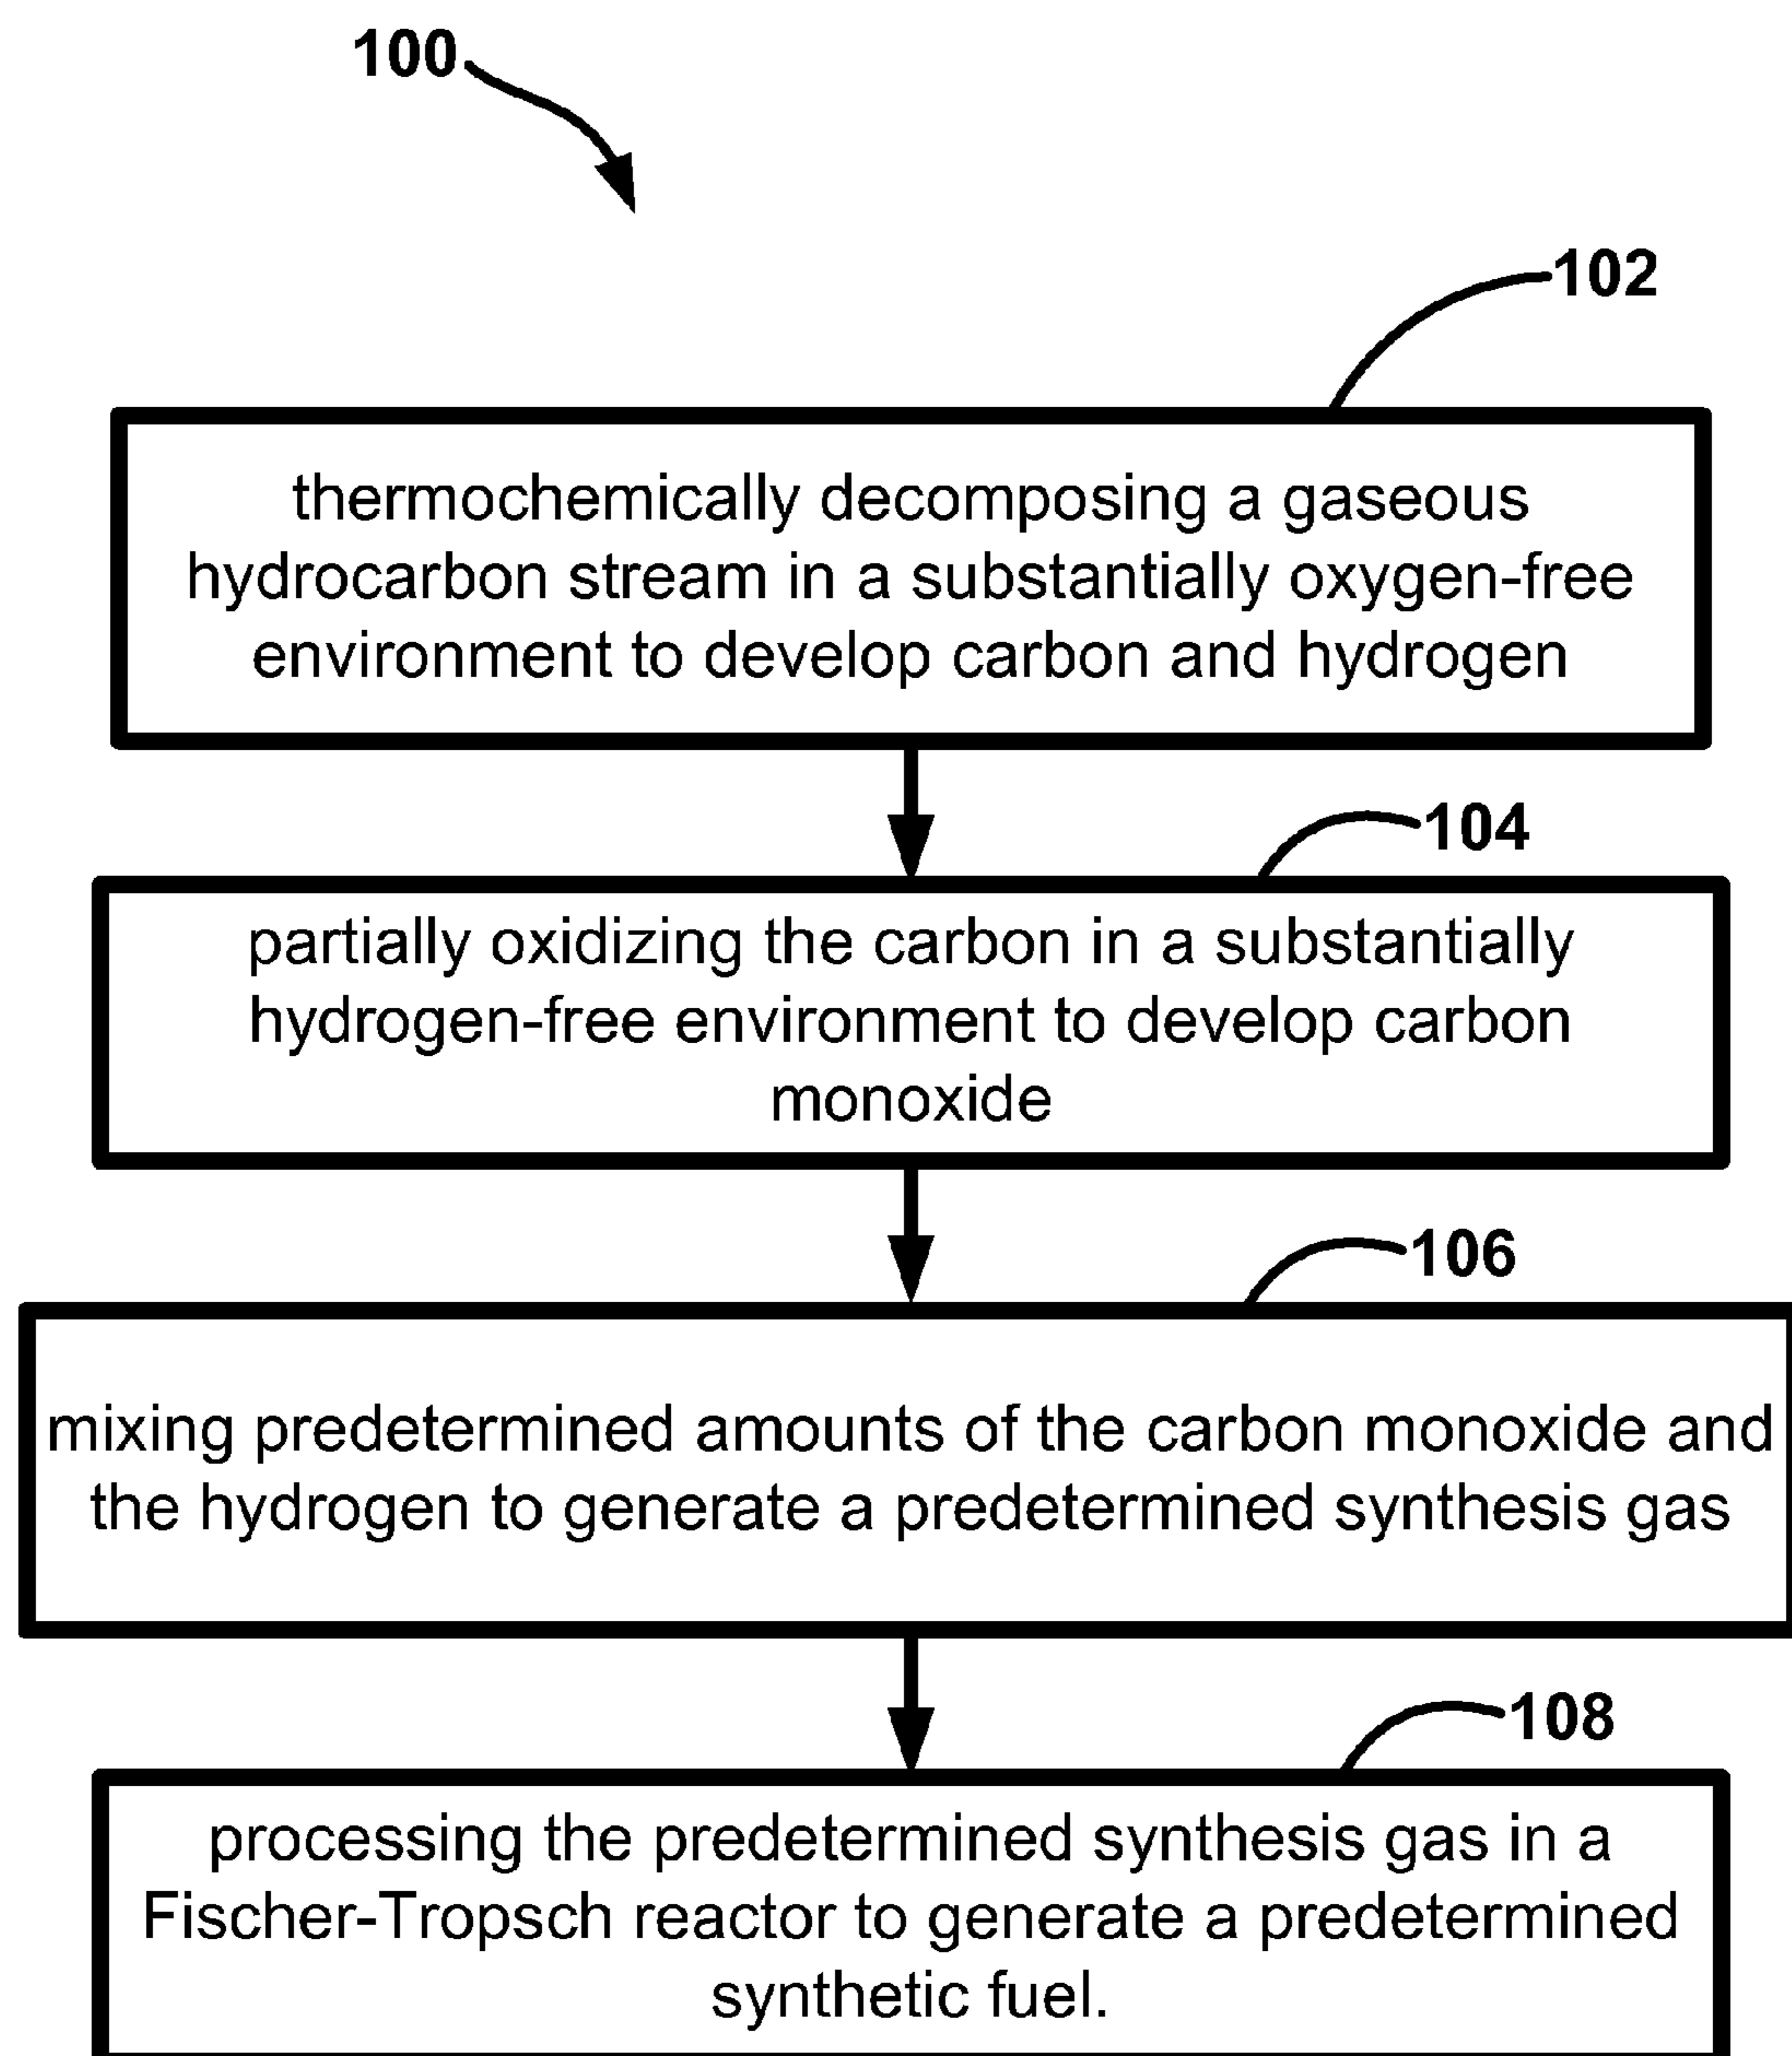 100
102
thermochemically decomposing a gaseous
hydrocarbon stream in a substantially oxygen-free
environment to develop carbon and hydrogen
104
partially oxidizing the carbon in a substantially
hydrogen-free environment to develop carbon
monoxide
106
mixing predetermined amounts of the carbon monoxide and
the hydrogen to generate a predetermined synthesis gas
108
processing the predetermined synthesis gas in a
Fischer-Tropsch reactor to generate a predetermined
synthetic fuel.